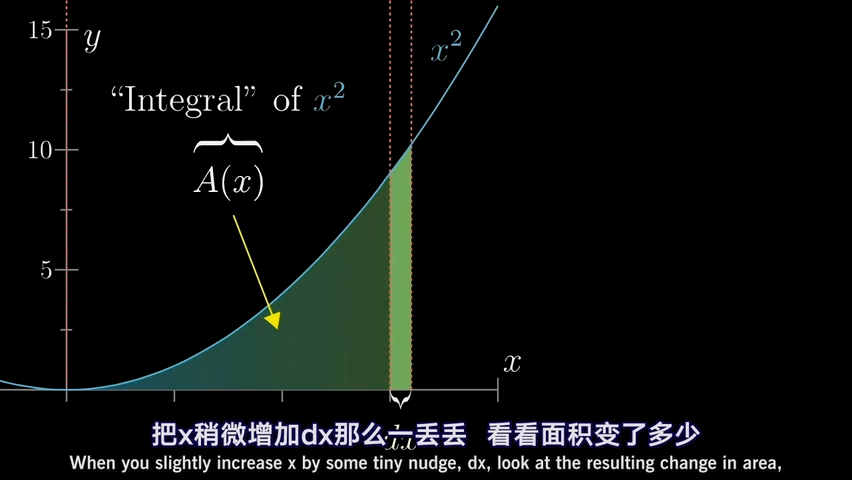 15
y
x²
“Integral” of x²
10
A(x)
5
x
dx
把x稍微增加dx那么一丢丢 看看面积变了多少
When you slightly increase x by some tiny nudge, dx, look at the resulting change in area,